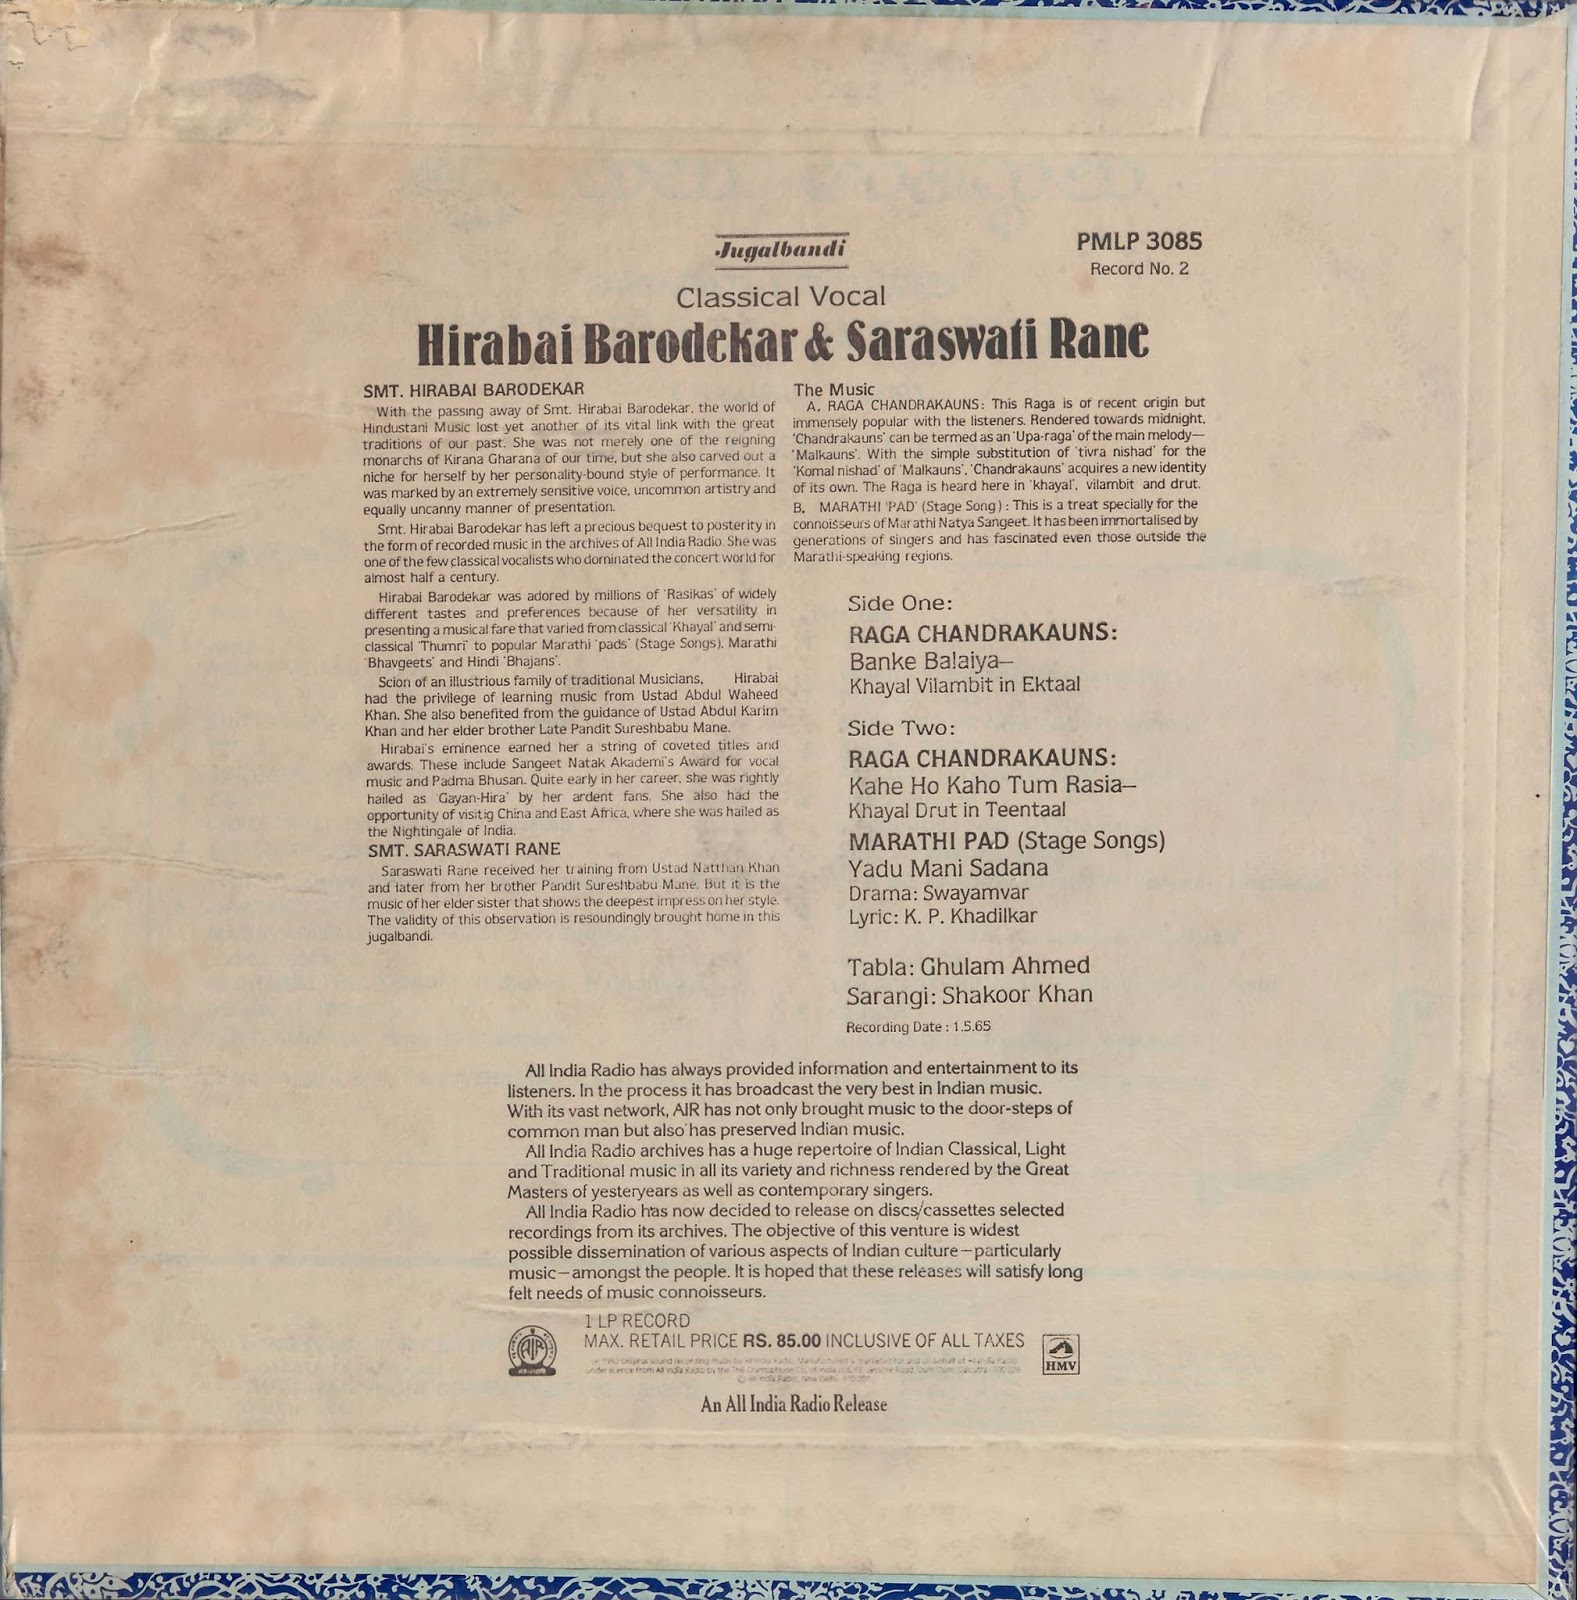 Jugalbandi
PMLP 3085
Record No. 2
Classical Vocal
Hirabai Barodekar & Saraswati Rane
SMT. HIRABAI BARODEKAR
With the passing away of Smt. Hirabai Barodekar, the world of
Hindustani Music lost yet another of its vital link with the great
traditions of our past. She was not merely one of the reigning
monarchs of Kirana Gharana of our time, but she also carved out a
niche for herself by her personality-bound style of performance. It
was marked by an extremely sensitive voice, uncommon artistry and
equally uncanny manner of presentation.
Smt. Hirabai Barodekar has left a precious bequest to posterity in
the form of recorded music in the archives of All India Radio. She was
one of the few classical vocalists who dominated the concert world for
almost half a century.
Hirabai Barodekar was adored by millions of 'Rasikas' of widely
different tastes and preferences because of her versatility in
presenting a musical fare that varied from classical 'Khayal' and semi-
classical 'Thumri' to popular Marathi 'pads' (Stage Songs), Marathi
'Bhavgeets' and Hindi 'Bhajans'.
Scion of an illustrious family of traditional Musicians, Hirabai
had the privilege of learning music from Ustad Abdul Waheed
Khan. She also benefited from the guidance of Ustad Abdul Karim
Khan and her elder brother Late Pandit Sureshbabu Mane.
Hirabai's eminence earned her a string of coveted titles and
awards. These include Sangeet Natak Akademi's Award for vocal
music and Padma Bhusan. Quite early in her career, she was rightly
hailed as 'Gayan-Hira' by her ardent fans. She also had the
opportunity of visitig China and East Africa, where she was hailed as
the Nightingale of India.
SMT. SARASWATI RANE
Saraswati Rane received her training from Ustad Natthan Khan
and later from her brother Pandit Sureshbabu Mane. But it is the
music of her elder sister that shows the deepest impress on her style.
The validity of this observation is resoundingly brought home in this
jugalbandi.
The Music
A. RAGA CHANDRAKAUNS: This Raga is of recent origin but
immensely popular with the listeners. Rendered towards midnight,
'Chandrakauns' can be termed as an 'Upa-raga' of the main melody—
'Malkauns'. With the simple substitution of 'tivra nishad' for the
'Komal nishad' of 'Malkauns', 'Chandrakauns' acquires a new identity
of its own. The Raga is heard here in 'khayal', vilambit and drut.
B. MARATHI 'PAD' (Stage Song) : This is a treat specially for the
connoisseurs of Marathi Natya Sangeet. It has been immortalised by
generations of singers and has fascinated even those outside the
Marathi-speaking regions.
Side One:
RAGA CHANDRAKAUNS:
Banke Balaiya—
Khayal Vilambit in Ektaal
Side Two:
RAGA CHANDRAKAUNS:
Kahe Ho Kaho Tum Rasia—
Khayal Drut in Teentaal
MARATHI PAD (Stage Songs)
Yadu Mani Sadana
Drama: Swayamvar
Lyric: K. P. Khadilkar
Tabla: Ghulam Ahmed
Sarangi: Shakoor Khan
Recording Date : 1.5.65
All India Radio has always provided information and entertainment to its
listeners. In the process it has broadcast the very best in Indian music.
With its vast network, AIR has not only brought music to the door-steps of
common man but also has preserved Indian music.
All India Radio archives has a huge repertoire of Indian Classical, Light
and Traditional music in all its variety and richness rendered by the Great
Masters of yesteryears as well as contemporary singers.
All India Radio has now decided to release on discs/cassettes selected
recordings from its archives. The objective of this venture is widest
possible dissemination of various aspects of Indian culture—particularly
music—amongst the people. It is hoped that these releases will satisfy long
felt needs of music connoisseurs.
1 LP RECORD
MAX. RETAIL PRICE RS. 85.00 INCLUSIVE OF ALL TAXES
AIR
HMV
under licence from All India Radio by the The Gramophone Co. of India Ltd.
An All India Radio Release